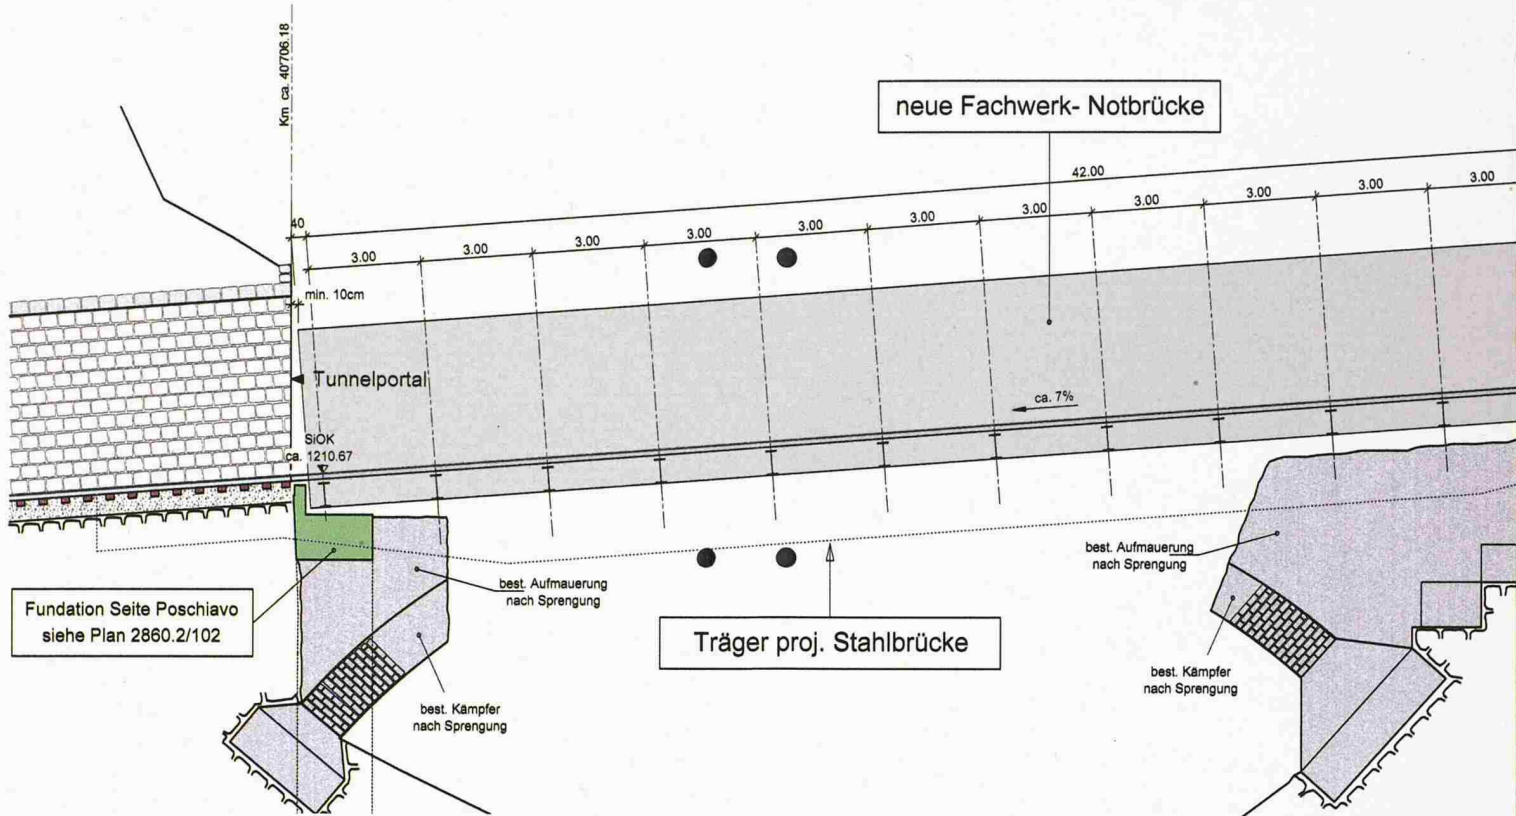 Km ca. 40'706.18
neue Fachwerk- Notbrücke
42.00
40
3.00
3.00
3.00
3.00
3.00
3.00
3.00
3.00
3.00
3.00
3.00
min. 10cm
Tunnelportal
ca. 7%
SiOK
ca. 1210.67
best. Aufmauerung
nach Sprengung
best. Aufmauerung
nach Sprengung
Fundation Seite Poschiavo
siehe Plan 2860.2/102
Träger proj. Stahlbrücke
best. Kämpfer
nach Sprengung
best. Kämpfer
nach Sprengung